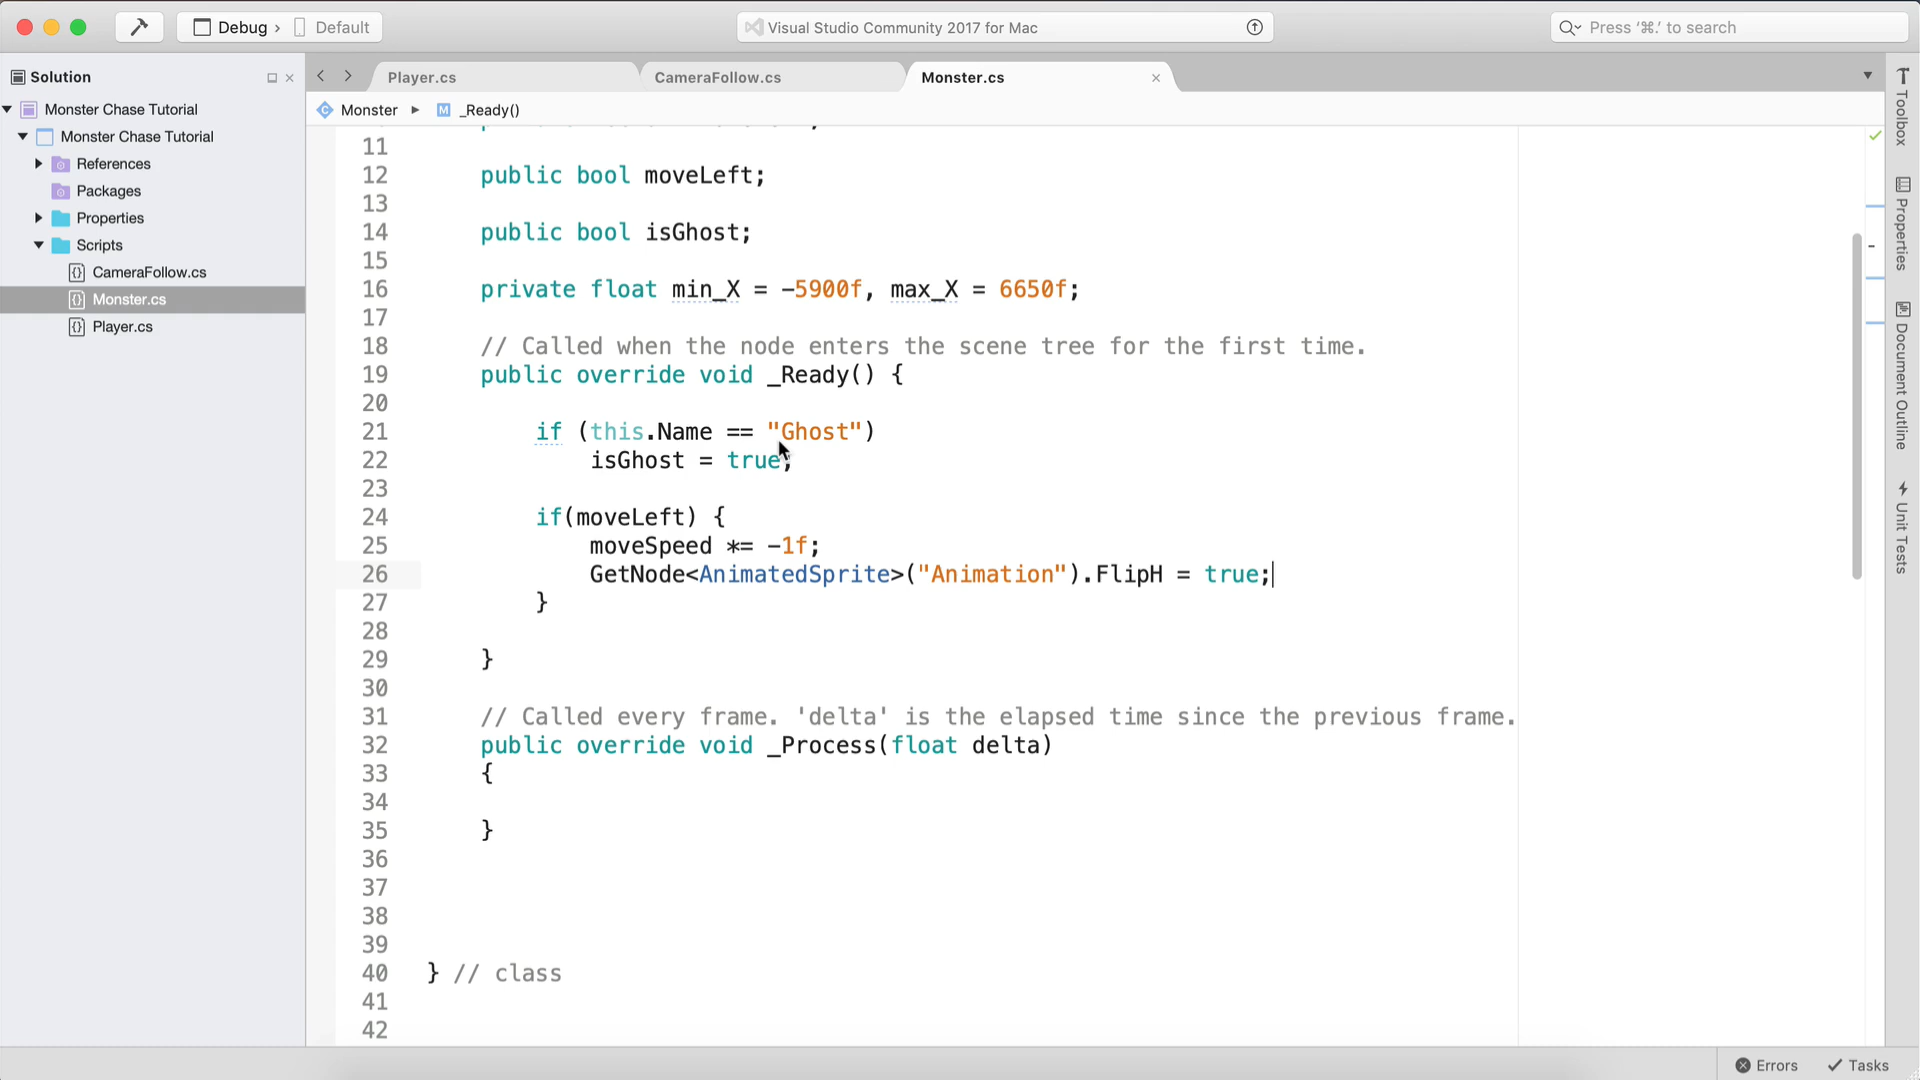 Debug › Default
Visual Studio Community 2017 for Mac
Press ‘⌘.’ to search
Solution
Monster Chase Tutorial
Monster Chase Tutorial
References
Packages
Properties
Scripts
CameraFollow.cs
Monster.cs
Player.cs
Player.cs
CameraFollow.cs
Monster.cs
Monster
_Ready()
11
12 public bool moveLeft;
13
14 public bool isGhost;
15
16 private float min_X = -5900f, max_X = 6650f;
17
18 // Called when the node enters the scene tree for the first time.
19 public override void _Ready() {
20
21 if (this.Name == "Ghost")
22 isGhost = true;
23
24 if(moveLeft) {
25 moveSpeed *= -1f;
26 GetNode<AnimatedSprite>("Animation").FlipH = true;
27 }
28
29 }
30
31 // Called every frame. 'delta' is the elapsed time since the previous frame.
32 public override void _Process(float delta)
33 {
34
35 }
36
37
38
39
40 } // class
41
42
Toolbox
Properties
Document Outline
Unit Tests
Errors
Tasks